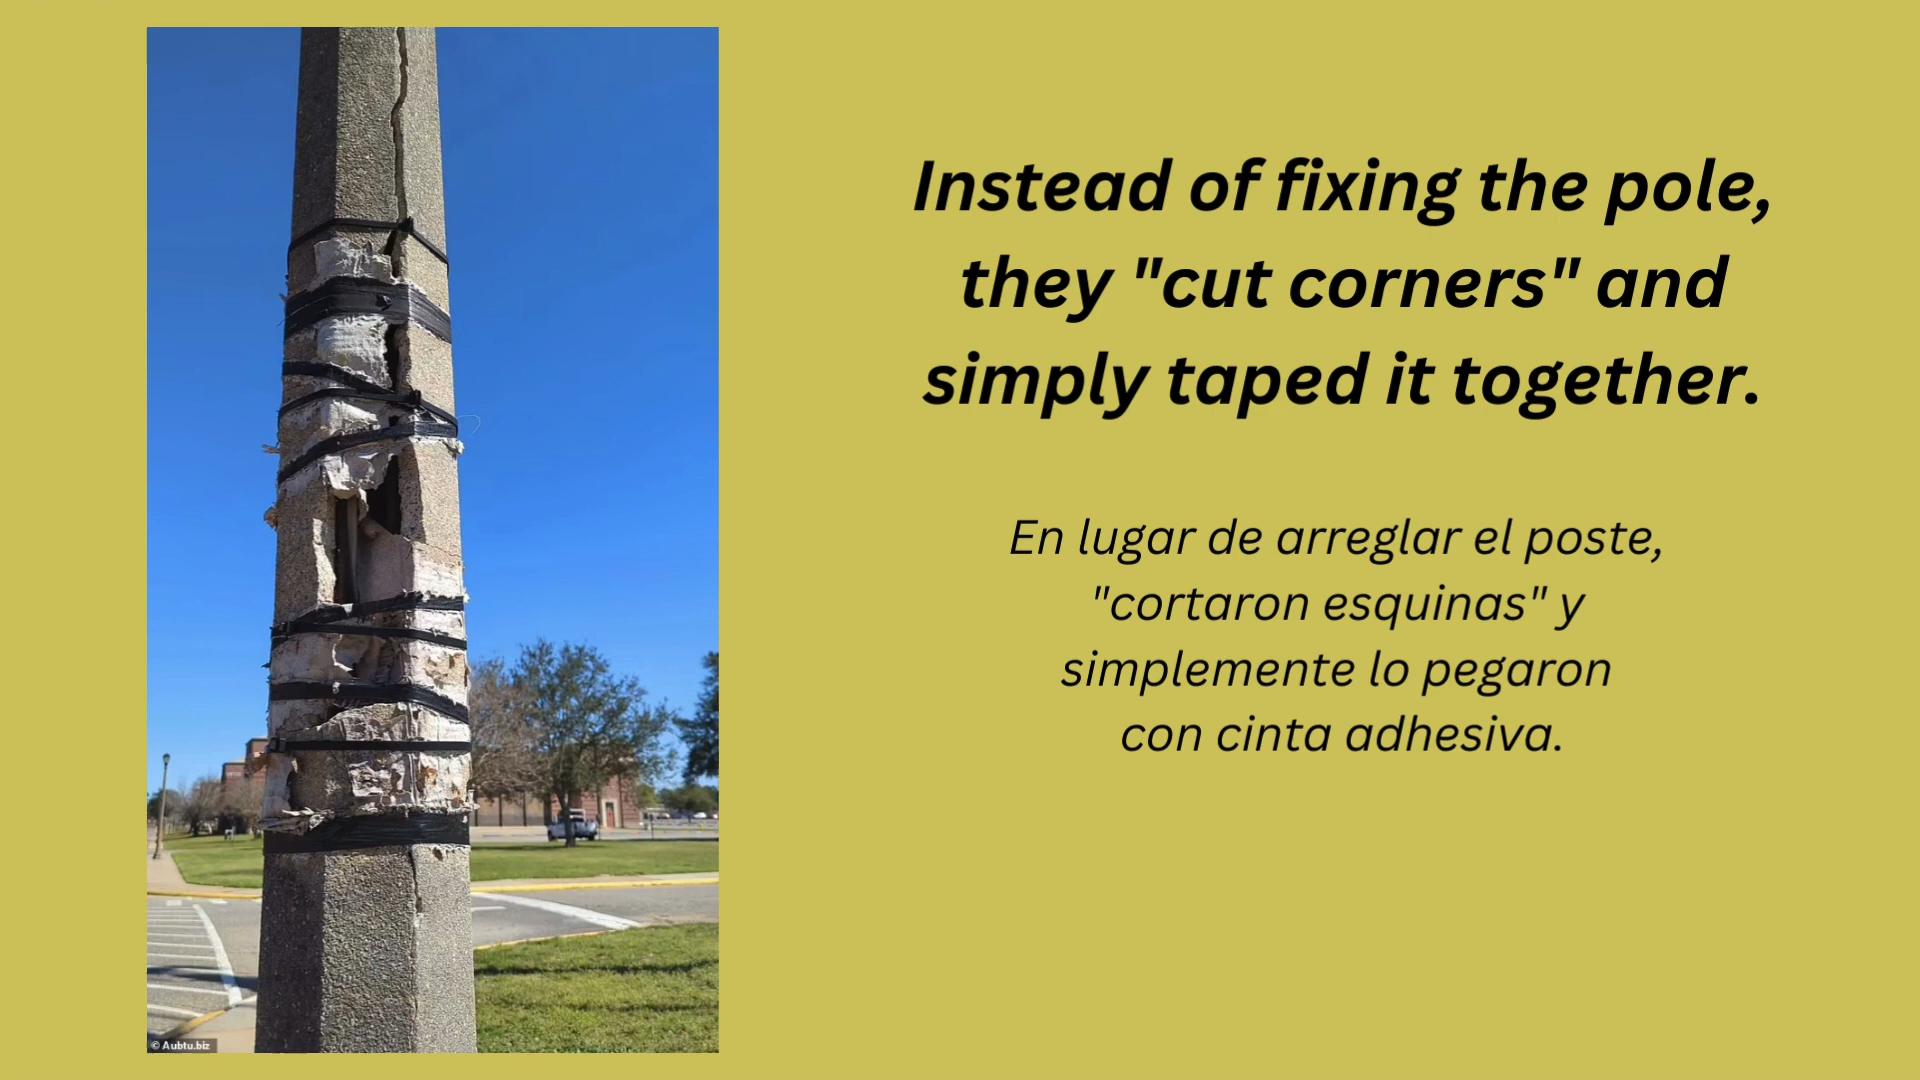 Instead of fixing the pole,
they "cut corners" and
simply taped it together.
En lugar de arreglar el poste,
"cortaron esquinas" y
simplemente lo pegaron
con cinta adhesiva.
© Aubtu.biz